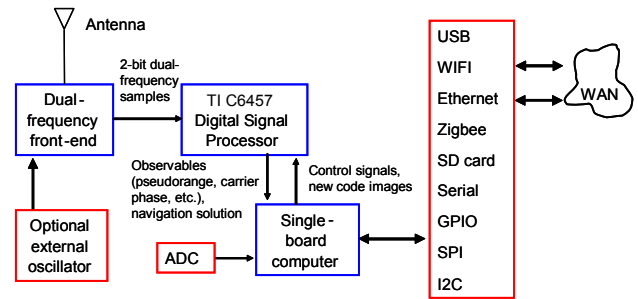 Antenna
2-bit dual-
frequency
samples
Dual-
frequency
front-end
TI C6457
Digital Signal
Processor
Observables
(pseudorange, carrier
phase, etc.),
navigation solution
Control signals,
new code images
Optional
external
oscillator
ADC
Single-
board
computer
USB
WIFI
Ethernet
Zigbee
SD card
Serial
GPIO
SPI
I2C
WAN